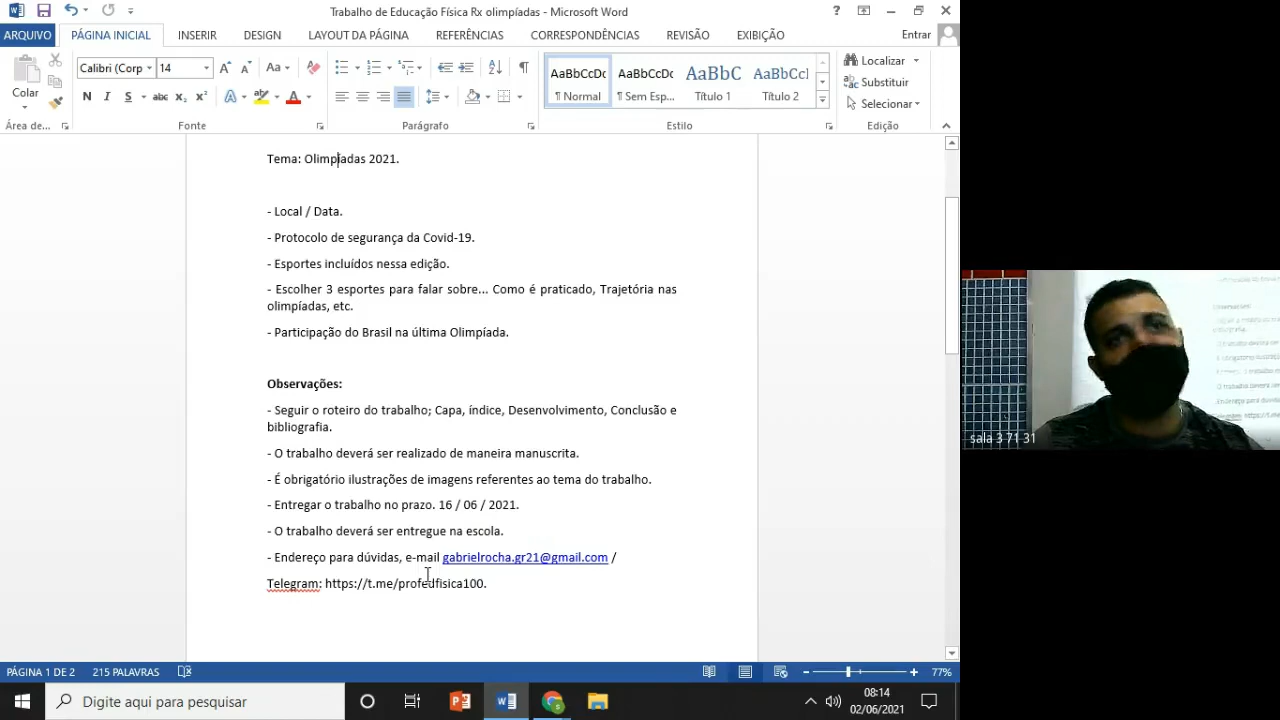 Trabalho de Educação Física Rx olimpíadas - Microsoft Word
?
ARQUIVO PÁGINA INICIAL INSERIR DESIGN LAYOUT DA PÁGINA REFERÊNCIAS CORRESPONDÊNCIAS REVISÃO EXIBIÇÃO Entrar
Colar
Calibri (Corp 14
Aa
N I S abc x₂ x²
AaBbCcDc AaBbCcDc AaBbC AaBbCcI
¶ Normal ¶ Sem Esp... Título 1 Título 2
Localizar
Substituir
Selecionar
Área de... Fonte Parágrafo Estilo Edição
Tema: Olimpíadas 2021.
- Local / Data.
- Protocolo de segurança da Covid-19.
- Esportes incluídos nessa edição.
- Escolher 3 esportes para falar sobre... Como é praticado, Trajetória nas
olimpíadas, etc.
- Participação do Brasil na última Olimpíada.
Observações:
- Seguir o roteiro do trabalho; Capa, índice, Desenvolvimento, Conclusão e
bibliografia.
- O trabalho deverá ser realizado de maneira manuscrita.
- É obrigatório ilustrações de imagens referentes ao tema do trabalho.
- Entregar o trabalho no prazo. 16 / 06 / 2021.
- O trabalho deverá ser entregue na escola.
- Endereço para dúvidas, e-mail gabrielrocha.gr21@gmail.com /
Telegram: https://t.me/profedfisica100.
sala 3 71 31
PÁGINA 1 DE 2 215 PALAVRAS 77%
Digite aqui para pesquisar
08:14
02/06/2021